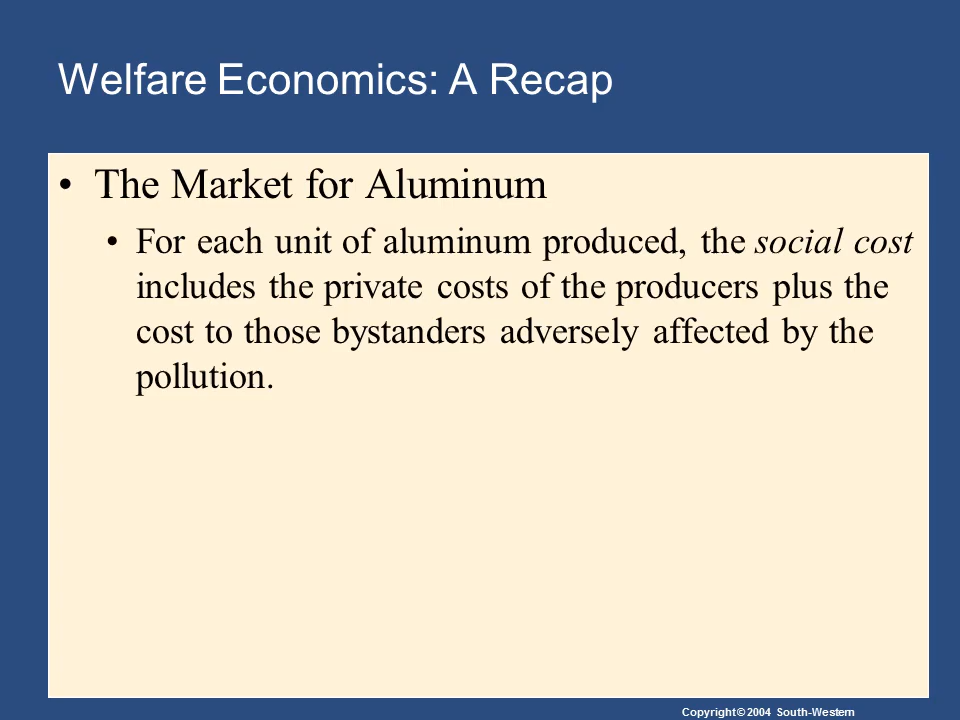 Welfare Economics: A Recap
• The Market for Aluminum
• For each unit of aluminum produced, the social cost
includes the private costs of the producers plus the
cost to those bystanders adversely affected by the
pollution.
Copyright © 2004 South-Western